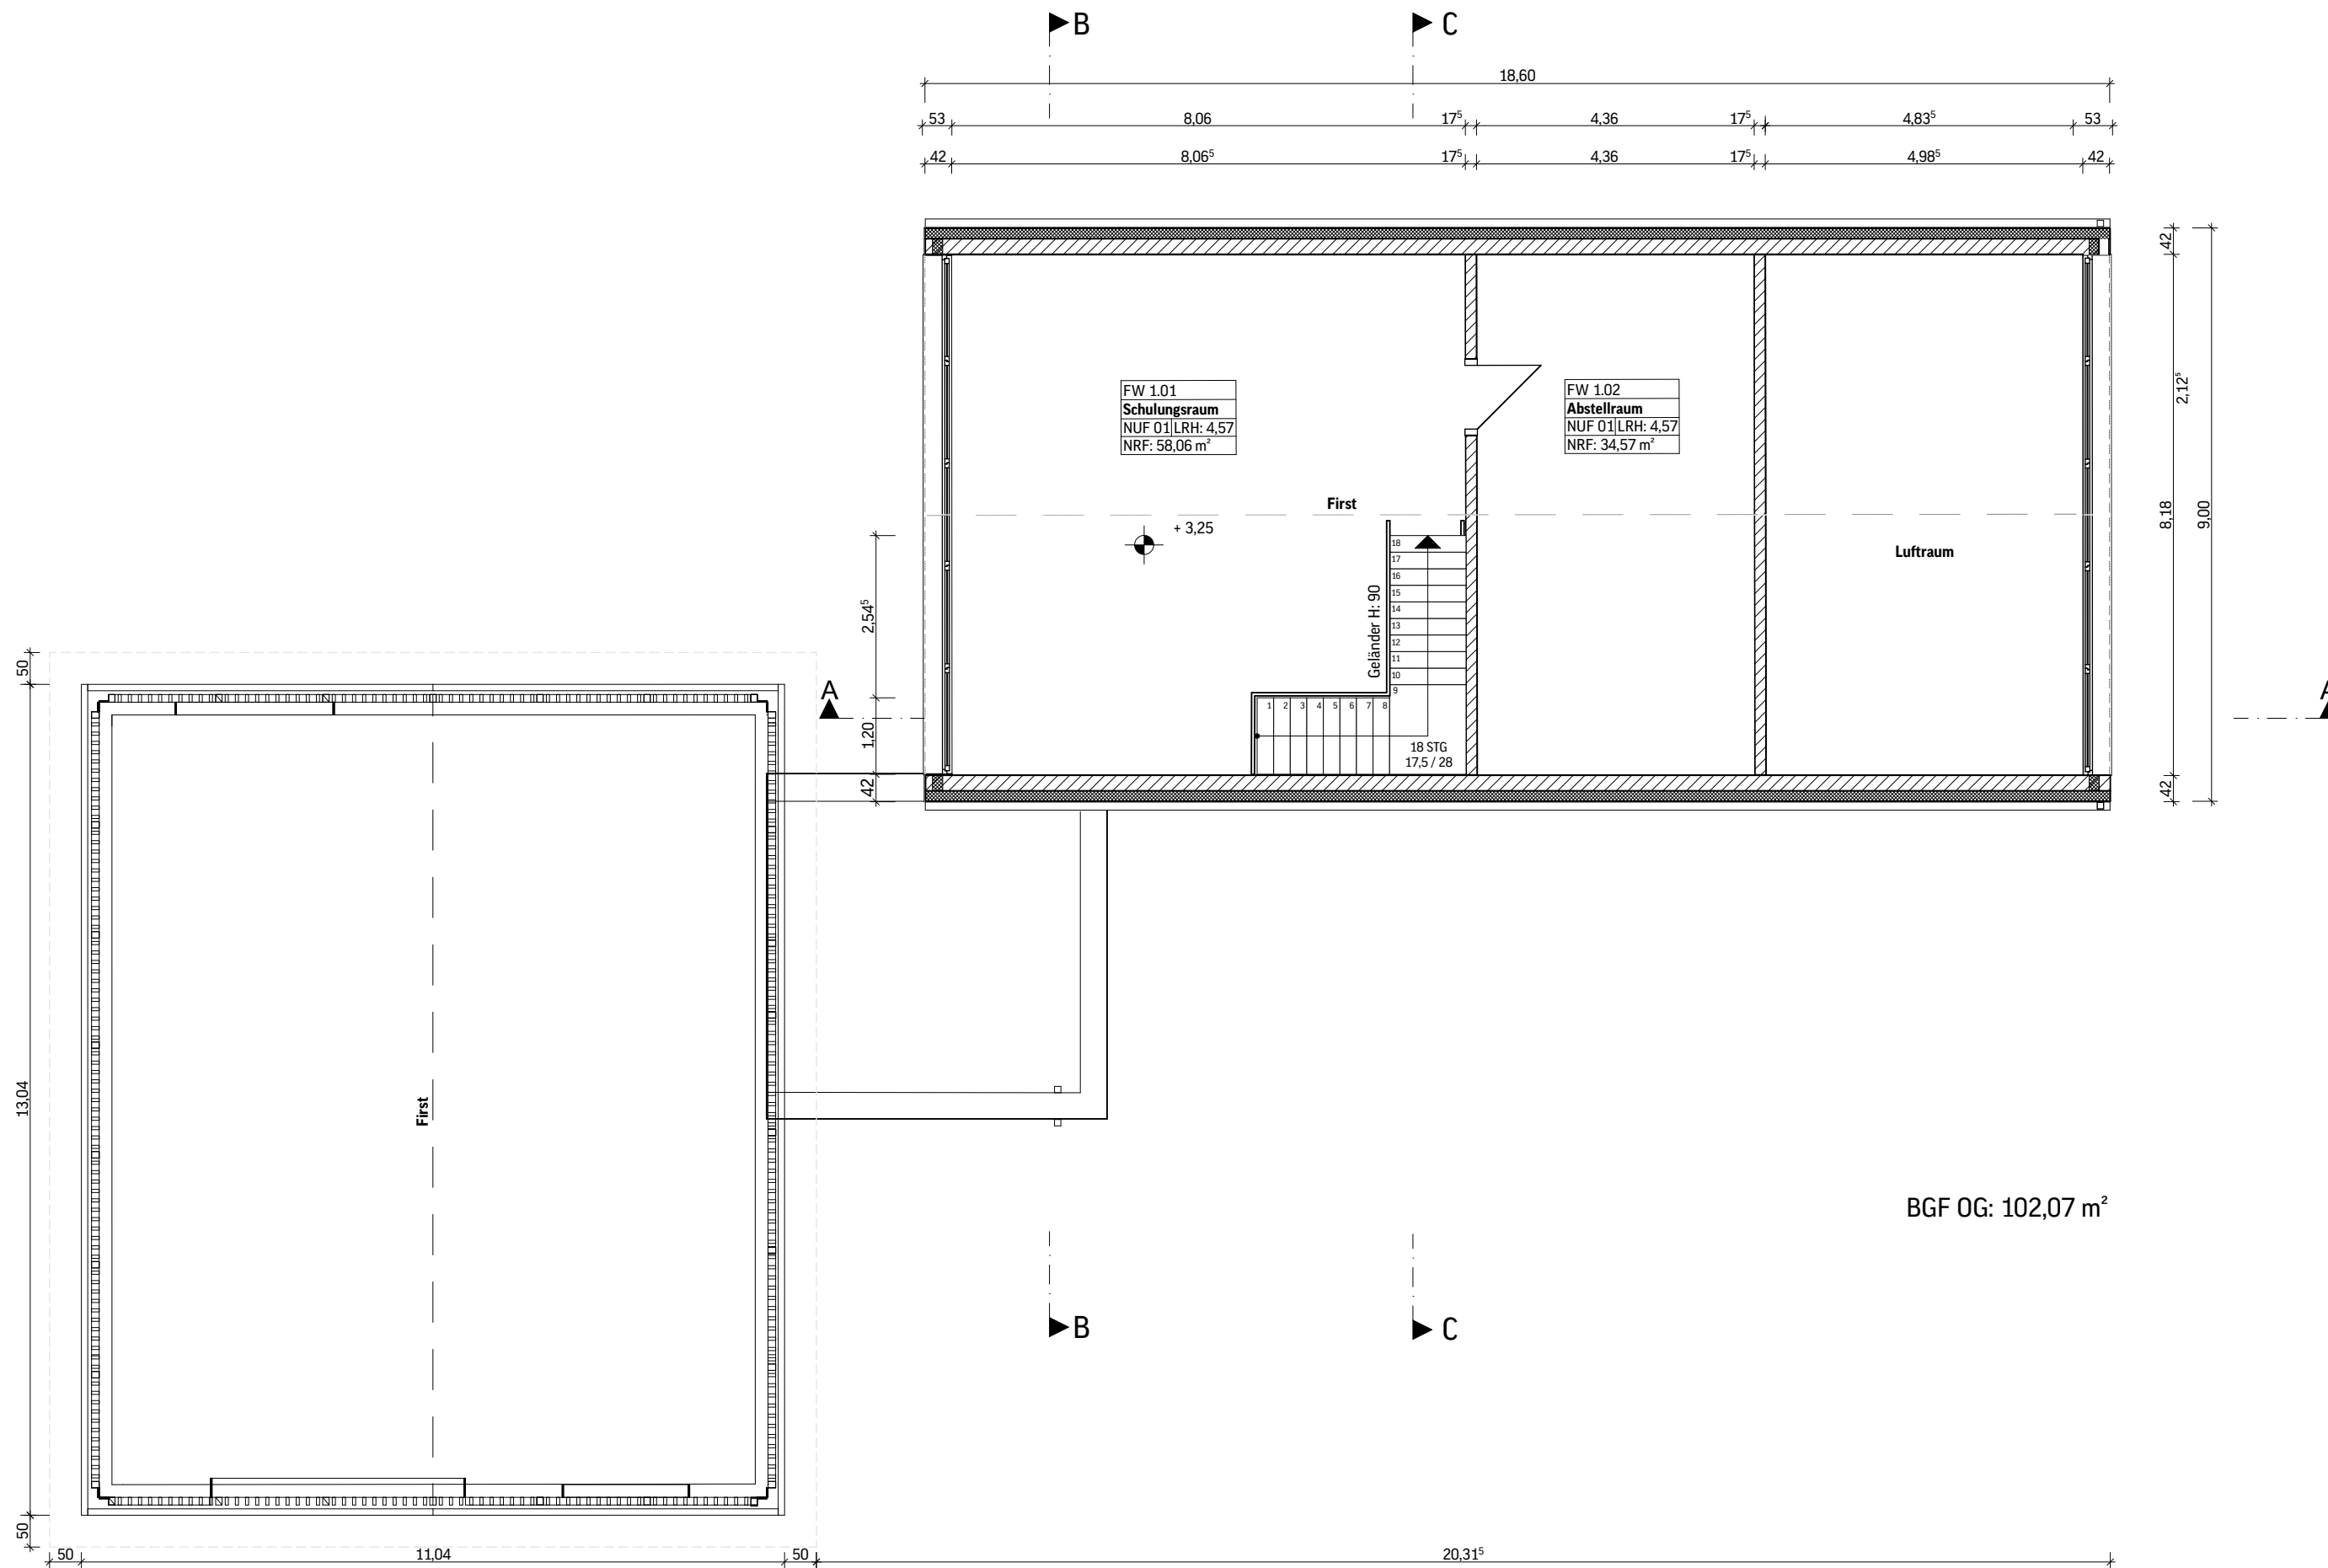 B
C
18,60
53
8,06
17⁵
4,36
17⁵
4,83⁵
53
42
8,06⁵
17⁵
4,36
17⁵
4,98⁵
42
42
2,12⁵
8,18
9,00
42
FW 1.01
Schulungsraum
NUF 01 LRH: 4,57
NRF: 58,06 m²
FW 1.02
Abstellraum
NUF 01 LRH: 4,57
NRF: 34,57 m²
First
+ 3,25
Luftraum
Geländer H: 90
18
17
16
15
14
13
12
11
10
9
1 2 3 4 5 6 7 8
18 STG
17,5 / 28
2,54⁵
1,20
42
A
A
50
13,04
50
First
BGF OG: 102,07 m²
B
C
50
11,04
50
20,31⁵